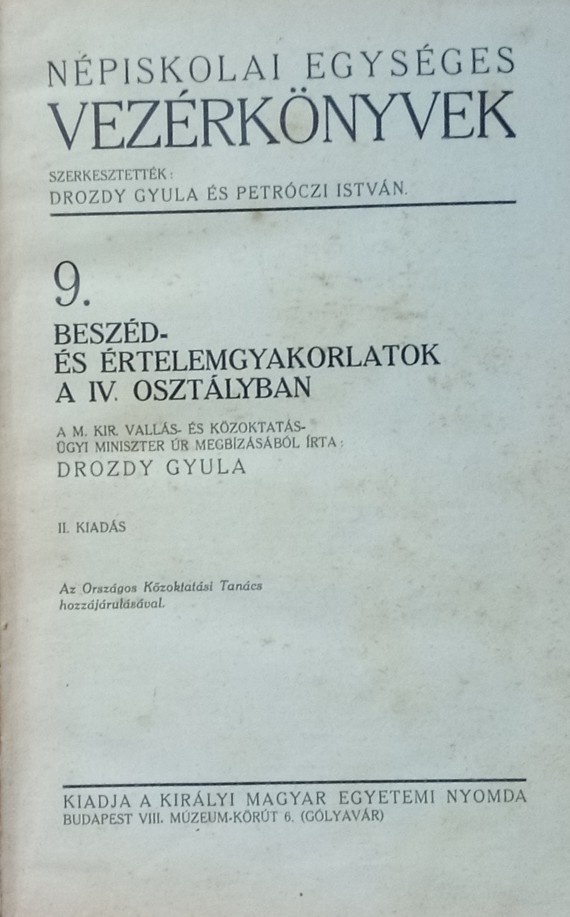 NÉPISKOLAI EGYSÉGES
VEZÉRKÖNYVEK
SZERKESZTETTÉK:
DROZDY GYULA ÉS PETRÓCZI ISTVÁN.
9.
BESZÉD-
ÉS ÉRTELEMGYAKORLATOK
A IV. OSZTÁLYBAN
A M. KIR. VALLÁS- ÉS KÖZOKTATÁS-
ÜGYI MINISZTER ÚR MEGBÍZÁSÁBÓL ÍRTA:
DROZDY GYULA
II. KIADÁS
Az Országos Közoktatási Tanács
hozzájárulásával.
KIADJA A KIRÁLYI MAGYAR EGYETEMI NYOMDA
BUDAPEST VIII. MÚZEUM-KÖRÚT 6. (GÓLYAVÁR)